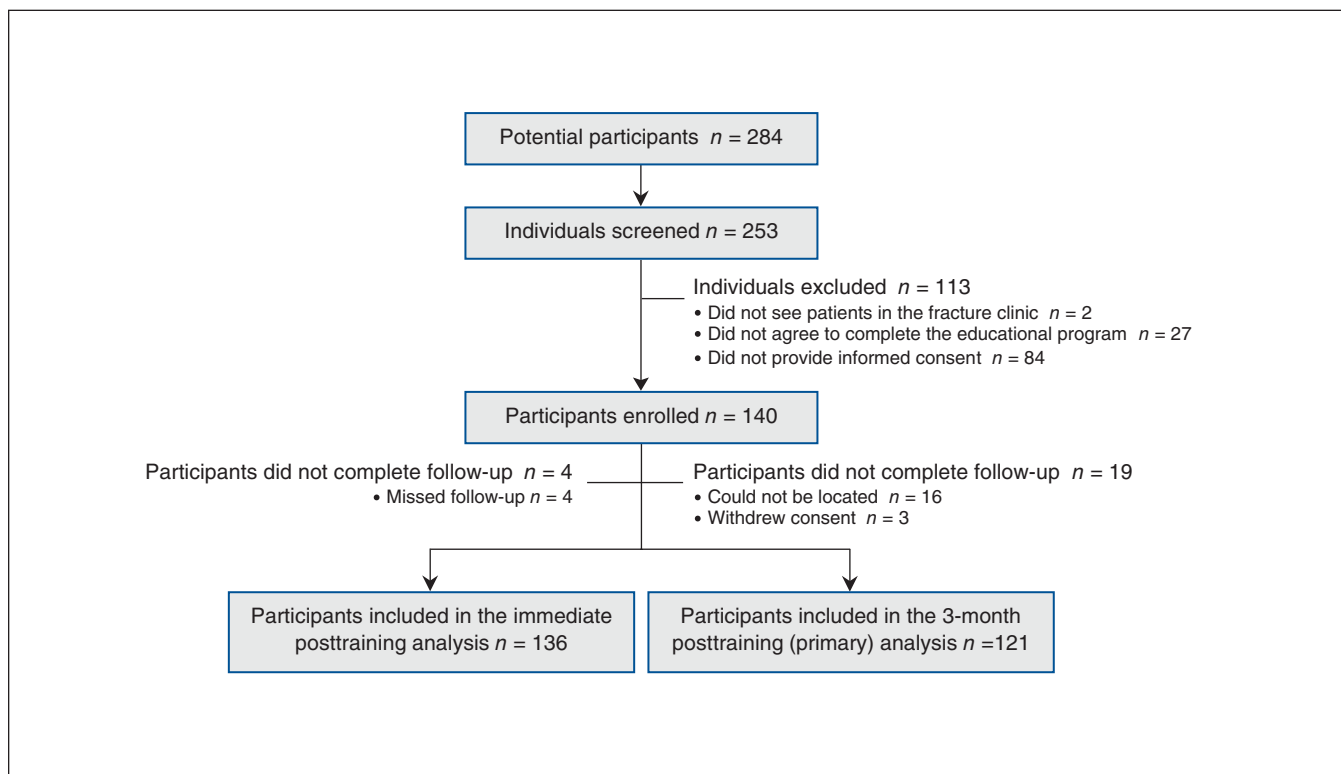 Potential participants n = 284
Individuals screened n = 253
Individuals excluded n = 113
• Did not see patients in the fracture clinic n = 2
• Did not agree to complete the educational program n = 27
• Did not provide informed consent n = 84
Participants enrolled n = 140
Participants did not complete follow-up n = 4
• Missed follow-up n = 4
Participants did not complete follow-up n = 19
• Could not be located n = 16
• Withdrew consent n = 3
Participants included in the immediate
posttraining analysis n = 136
Participants included in the 3-month
posttraining (primary) analysis n =121